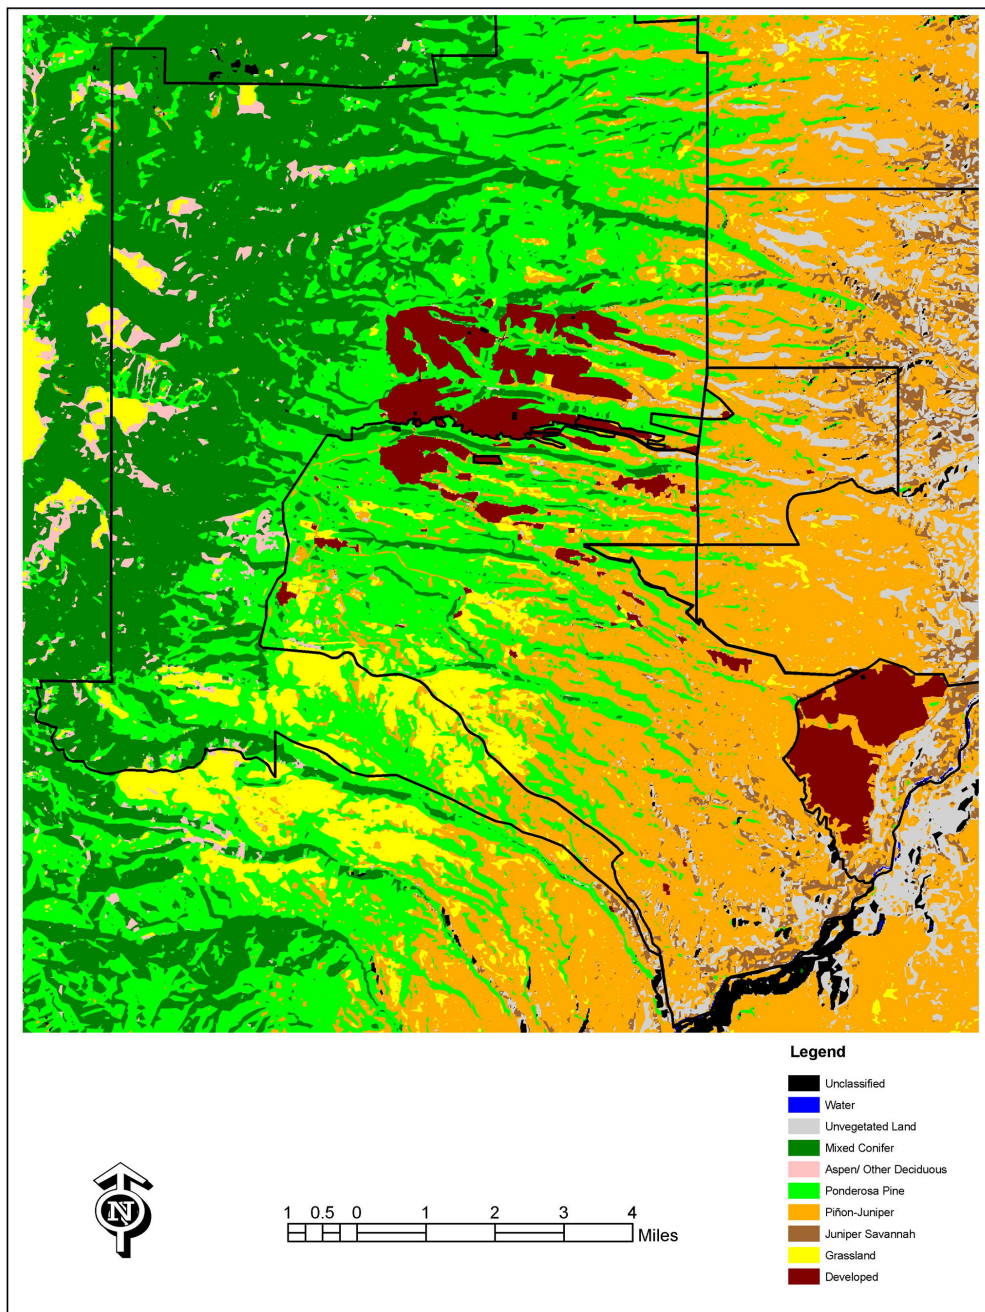 Legend
Unclassified
Water
Unvegetated Land
Mixed Conifer
Aspen/ Other Deciduous
Ponderosa Pine
Piñon-Juniper
Juniper Savannah
Grassland
Developed
N
1 0.5 0 1 2 3 4
Miles